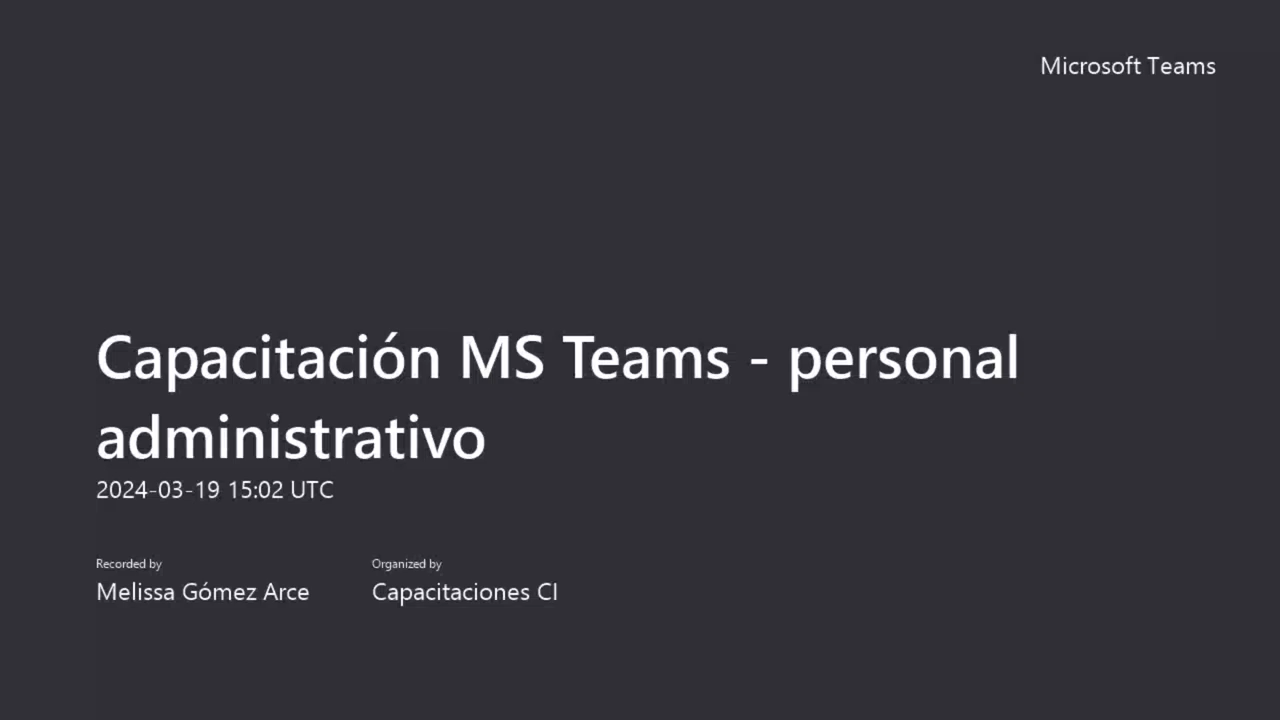 Microsoft Teams
Capacitación MS Teams - personal
administrativo
2024-03-19 15:02 UTC
Recorded by
Melissa Gómez Arce
Organized by
Capacitaciones CI